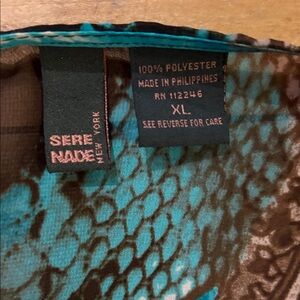 SERE
NADE
NEW YORK
100% POLYESTER
MADE IN PHILIPPINES
RN 112246
XL
SEE REVERSE FOR CARE